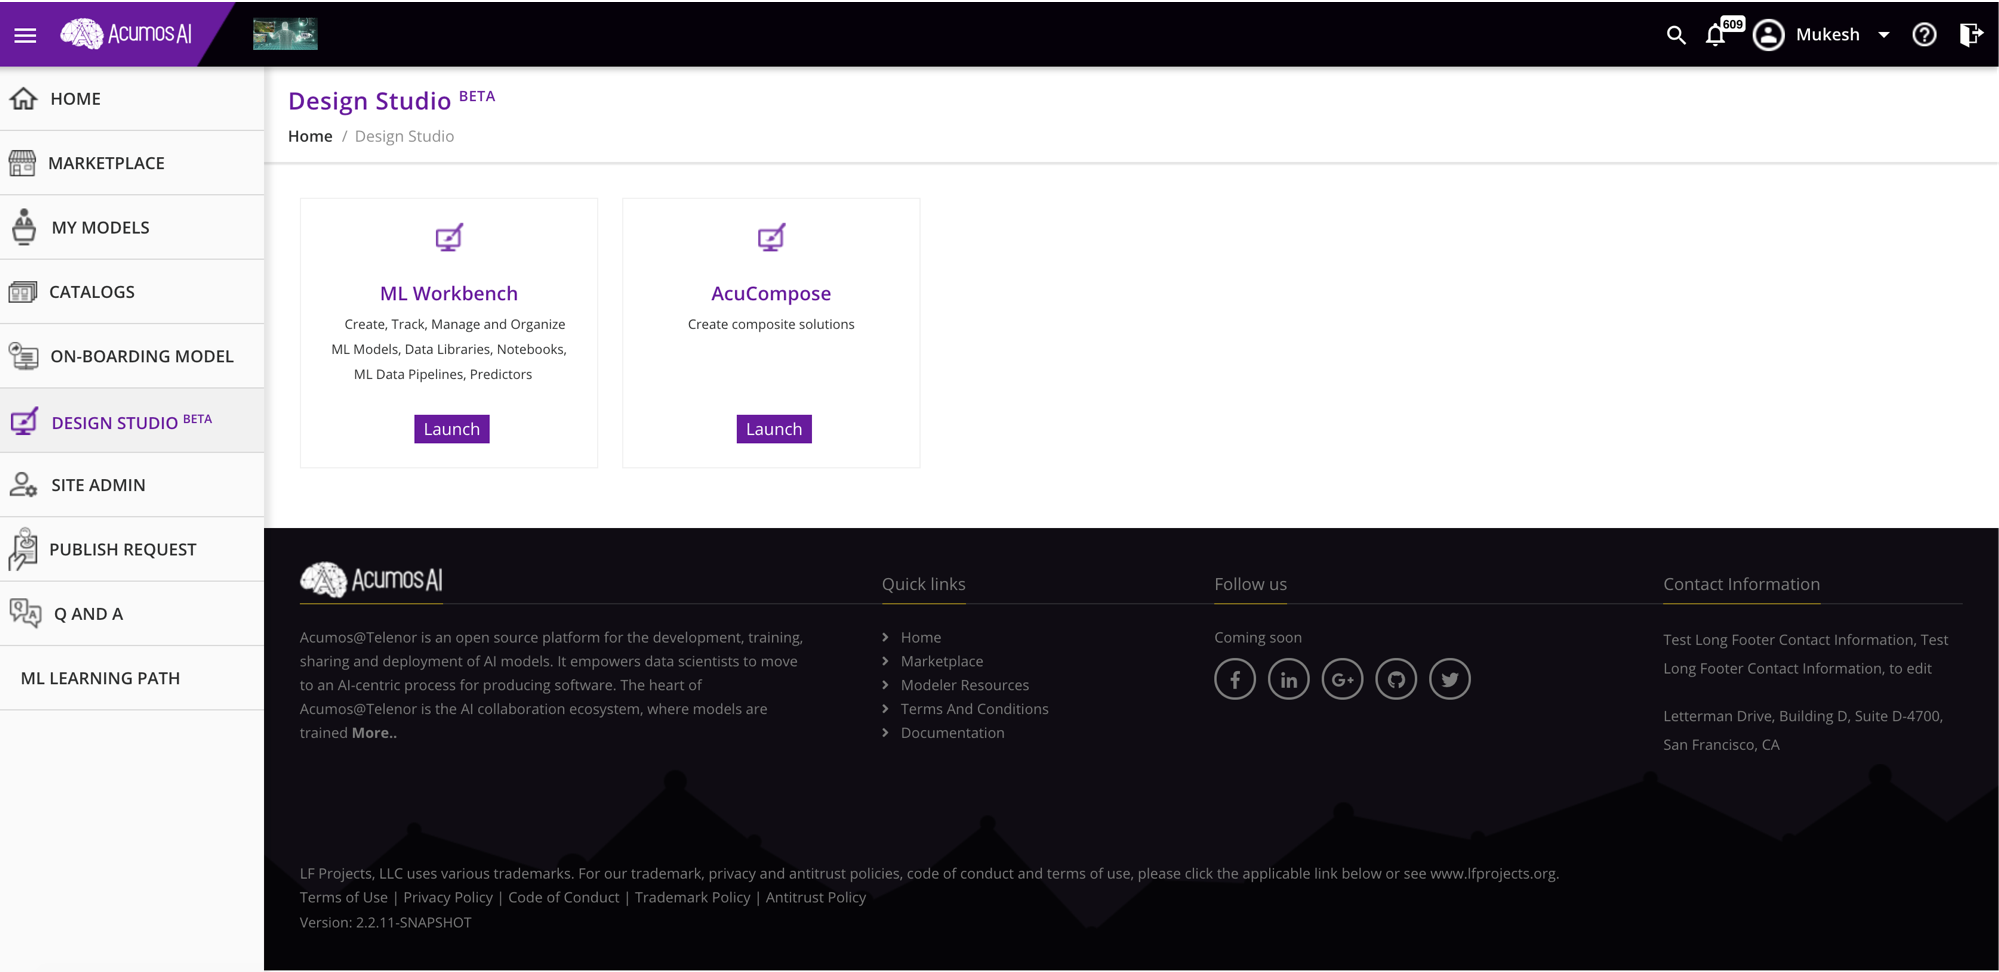 Acumos AI
609
Mukesh
HOME
MARKETPLACE
MY MODELS
CATALOGS
ON-BOARDING MODEL
DESIGN STUDIO BETA
SITE ADMIN
PUBLISH REQUEST
Q AND A
ML LEARNING PATH
Design Studio BETA
Home / Design Studio
ML Workbench
Create, Track, Manage and Organize
ML Models, Data Libraries, Notebooks,
ML Data Pipelines, Predictors
Launch
AcuCompose
Create composite solutions
Launch
Acumos AI
Acumos@Telenor is an open source platform for the development, training,
sharing and deployment of AI models. It empowers data scientists to move
to an AI-centric process for producing software. The heart of
Acumos@Telenor is the AI collaboration ecosystem, where models are
trained More..
Quick links
Home
Marketplace
Modeler Resources
Terms And Conditions
Documentation
Follow us
Coming soon
Contact Information
Test Long Footer Contact Information, Test
Long Footer Contact Information, to edit
Letterman Drive, Building D, Suite D-4700,
San Francisco, CA
LF Projects, LLC uses various trademarks. For our trademark, privacy and antitrust policies, code of conduct and terms of use, please click the applicable link below or see www.lfprojects.org.
Terms of Use | Privacy Policy | Code of Conduct | Trademark Policy | Antitrust Policy
Version: 2.2.11-SNAPSHOT